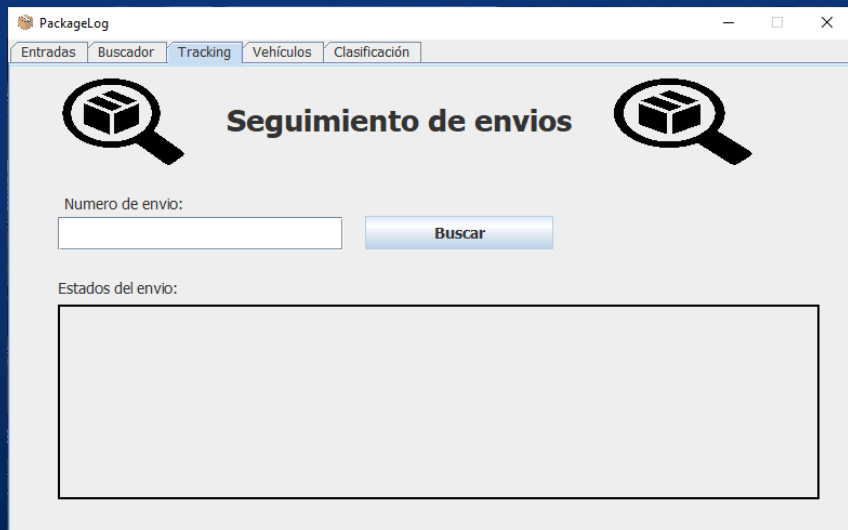 PackageLog
Entradas Buscador Tracking Vehículos Clasificación
Seguimiento de envios
Numero de envio:
Buscar
Estados del envio: